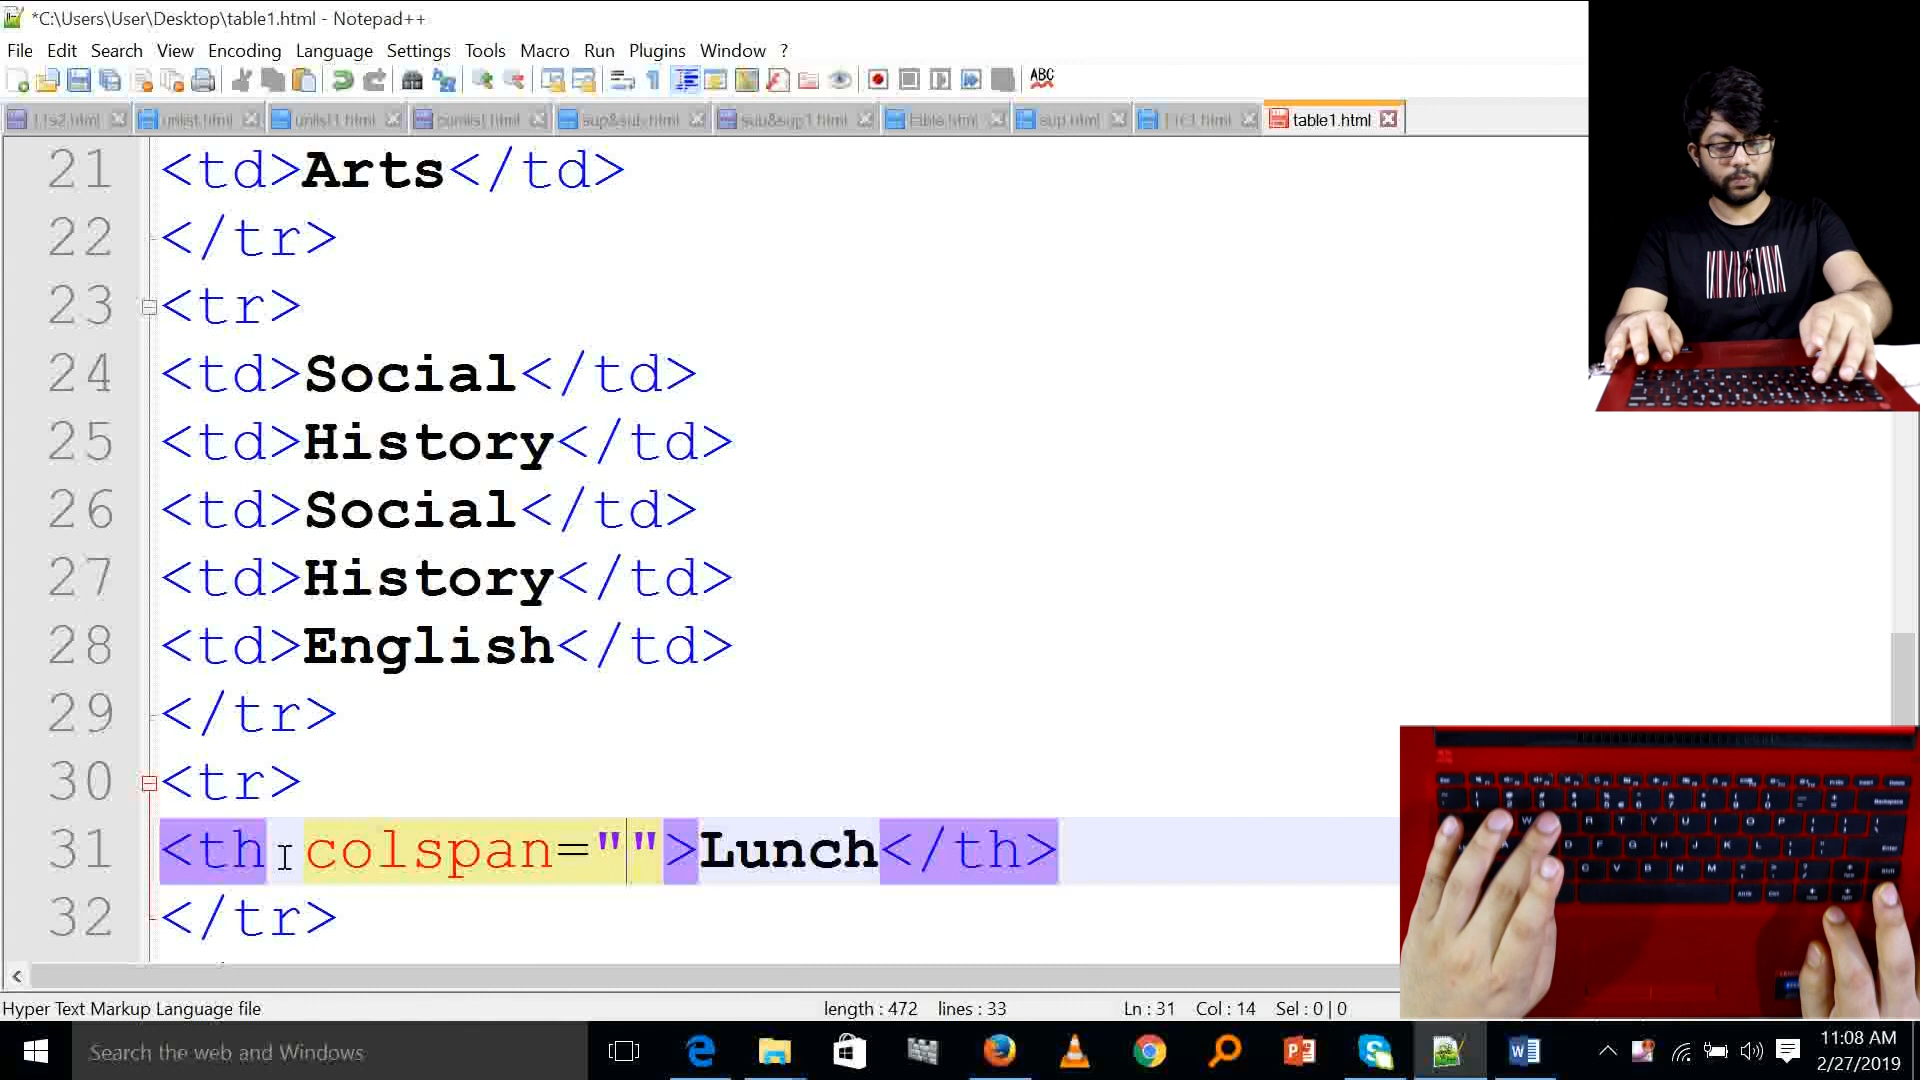 *C:\Users\User\Desktop\table1.html - Notepad++
File Edit Search View Encoding Language Settings Tools Macro Run Plugins Window ?
ABC
table.html sup.html table1.html
21 <td>Arts</td>
22 </tr>
23 <tr>
24 <td>Social</td>
25 <td>History</td>
26 <td>Social</td>
27 <td>History</td>
28 <td>English</td>
29 </tr>
30 <tr>
31 <th colspan="">Lunch</th>
32 </tr>
Hyper Text Markup Language file length : 472 lines : 33 Ln : 31 Col : 14 Sel : 0 | 0
Search the web and Windows
11:08 AM
2/27/2019